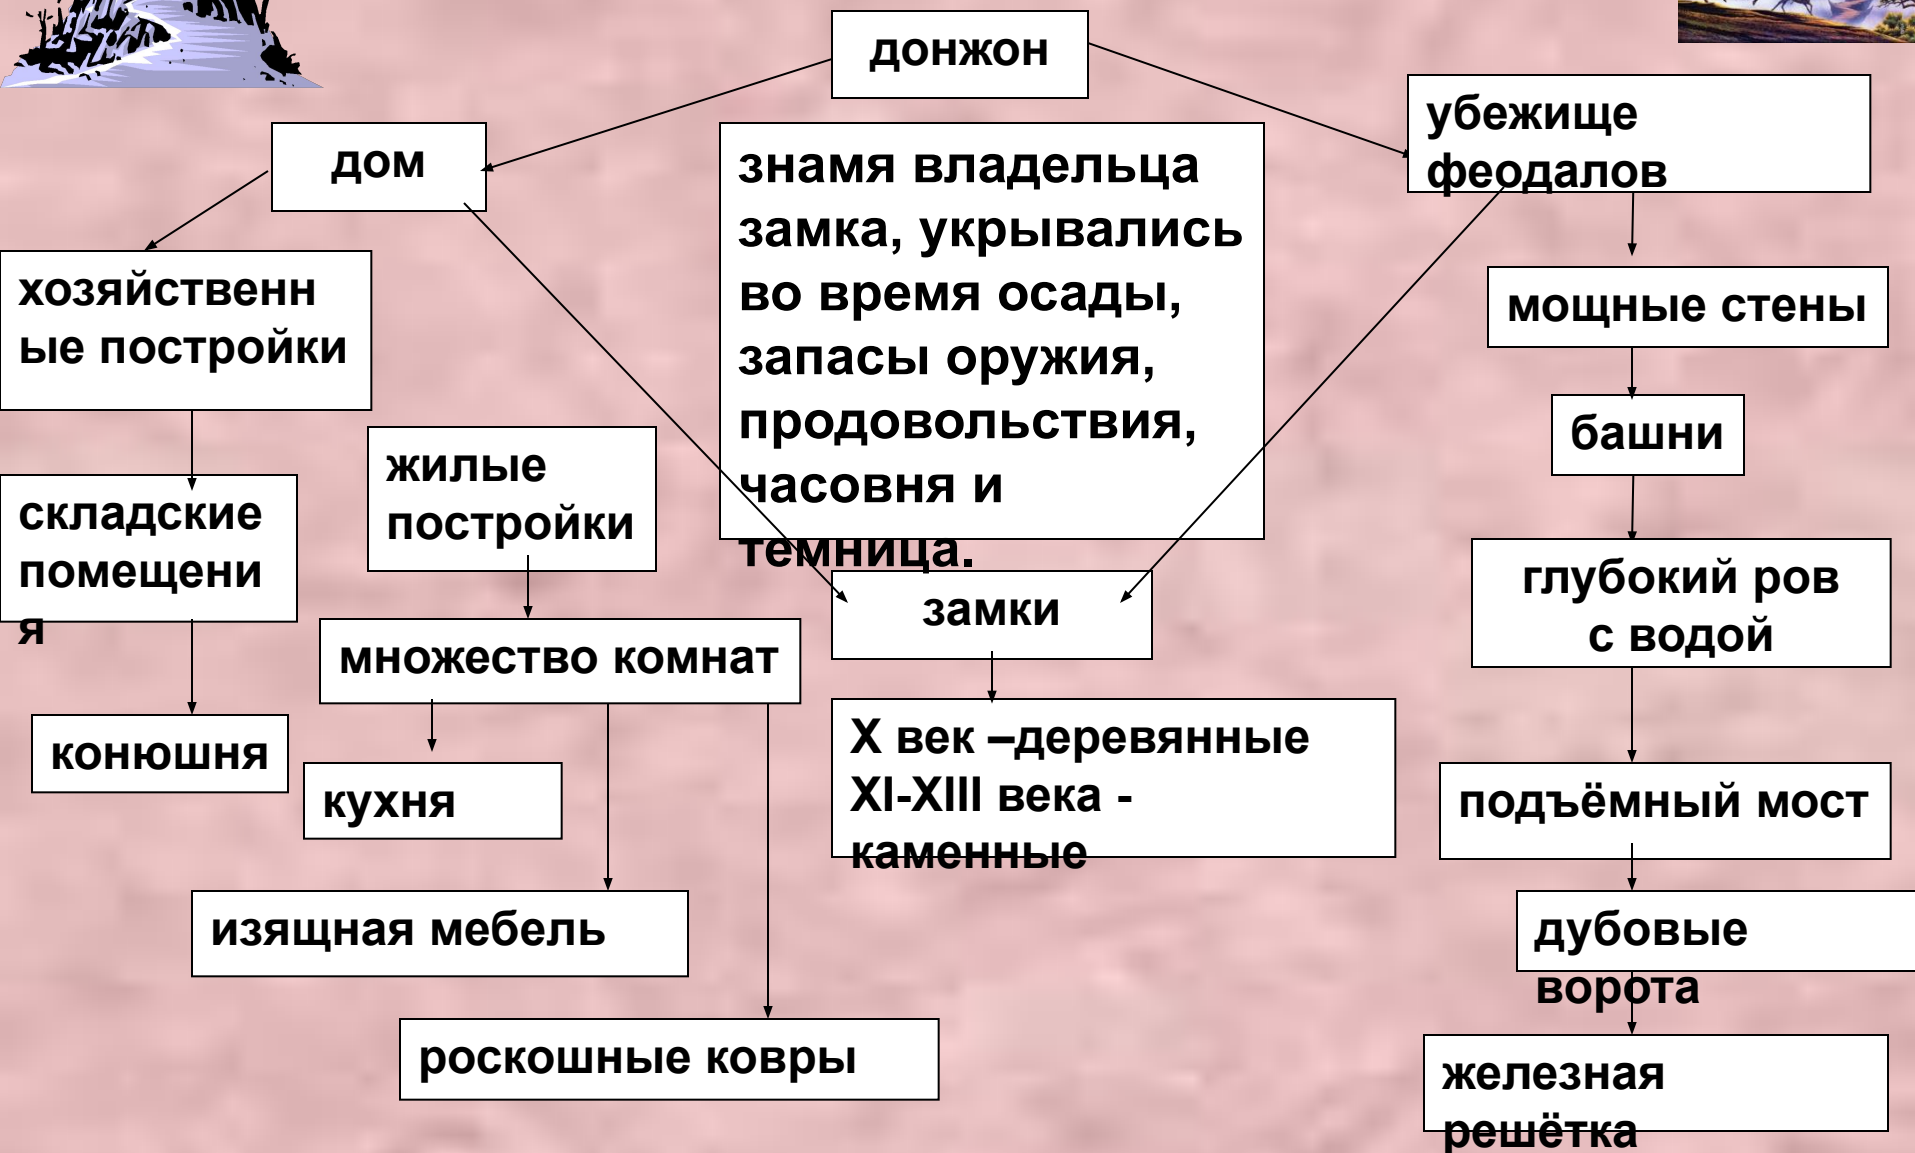 донжон
дом
знамя владельца
замка, укрывались
во время осады,
запасы оружия,
продовольствия,
часовня и
темница.
убежище
феодалов
хозяйственн
ые постройки
мощные стены
башни
жилые
постройки
складские
помещени
я
глубокий ров
с водой
замки
множество комнат
конюшня
кухня
X век –деревянные
XI-XIII века -
каменные
подъёмный мост
изящная мебель
дубовые
ворота
роскошные ковры
железная
решётка